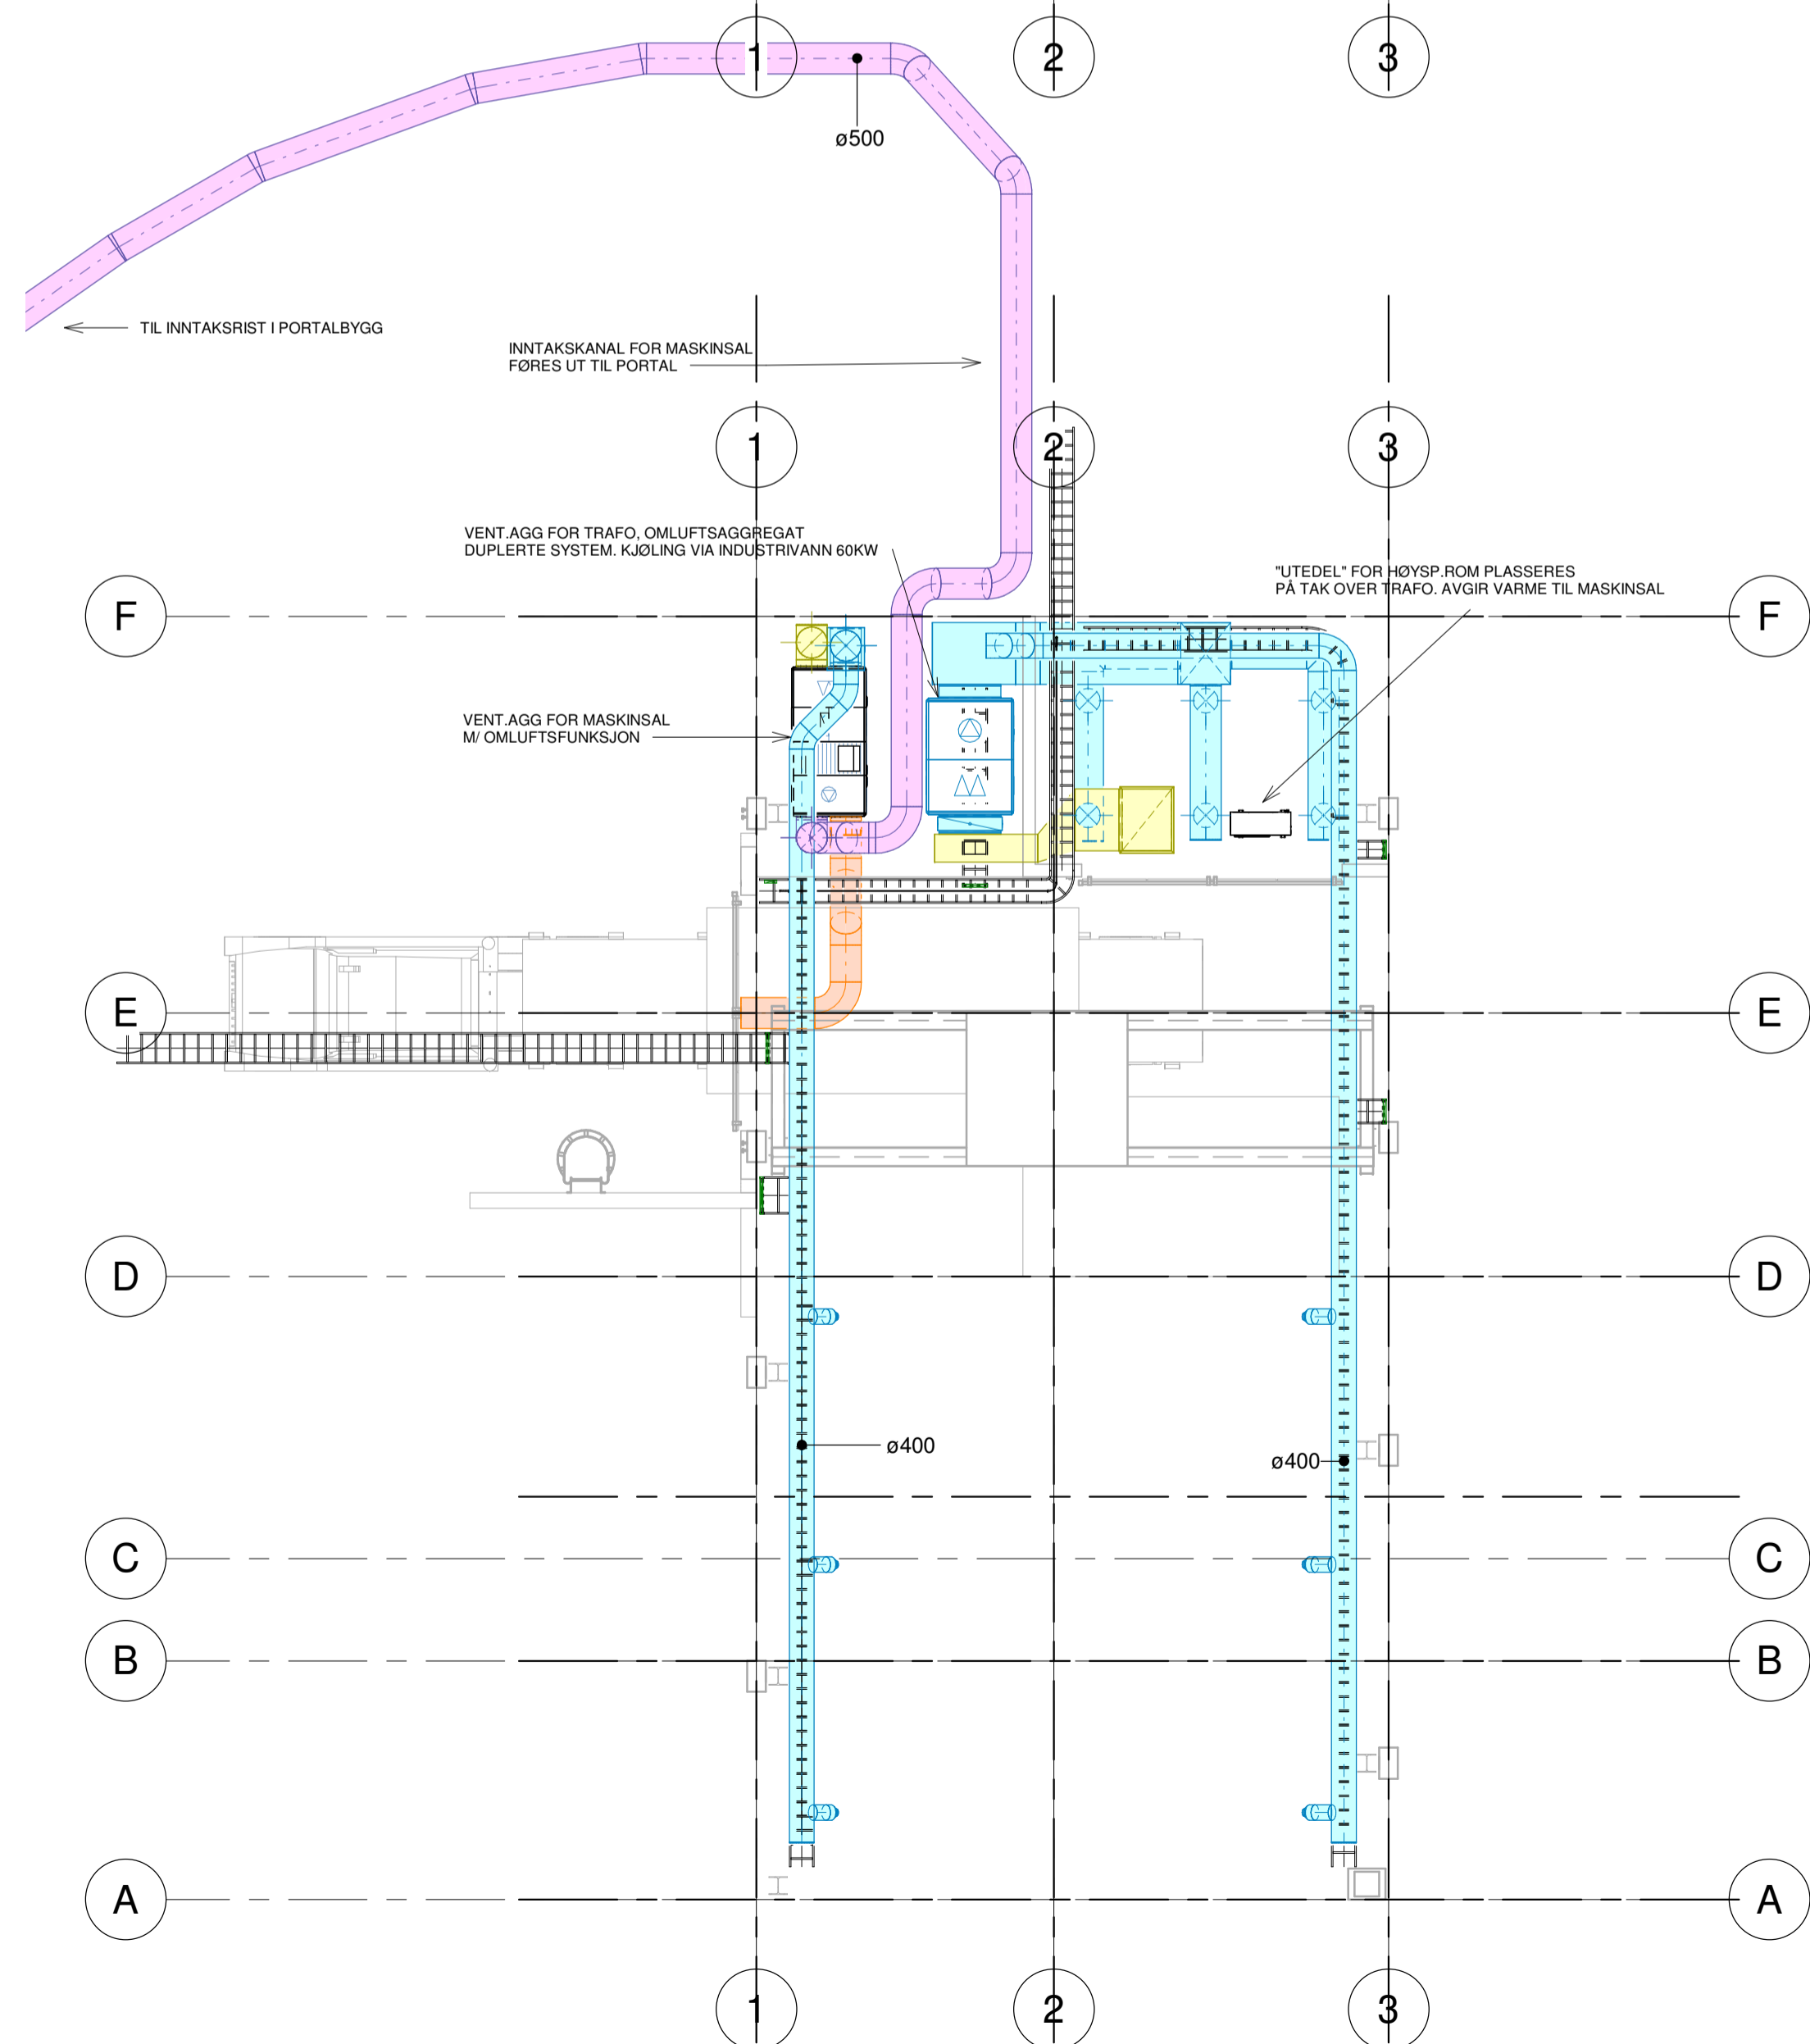 1 2 3
ø500
TIL INNTAKSRIST I PORTALBYGG
INNTAKSKANAL FOR MASKINSAL
FØRES UT TIL PORTAL
1 2 3
VENT.AGG FOR TRAFO, OMLUFTSAGGREGAT
DUPLERTE SYSTEM. KJØLING VIA INDUSTRIVANN 60KW
"UTEDEL" FOR HØYSP.ROM PLASSERES
PÅ TAK OVER TRAFO. AVGIR VARME TIL MASKINSAL
F F
VENT.AGG FOR MASKINSAL
M/ OMLUFTSFUNKSJON
E E
D D
ø400 ø400
C C
B B
A A
1 2 3